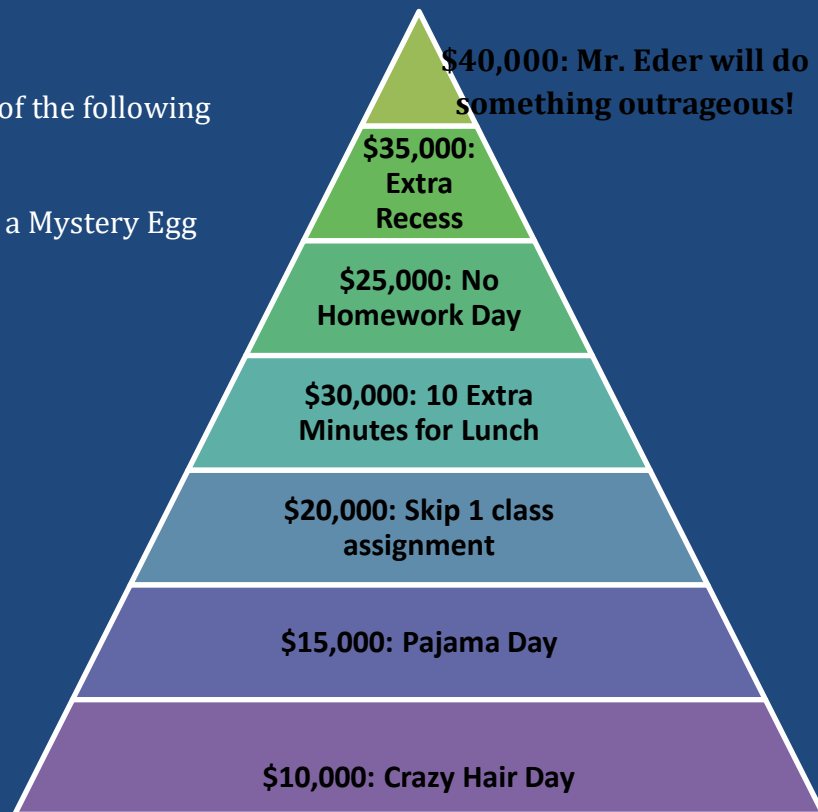 of the following
a Mystery Egg
$40,000: Mr. Eder will do
something outrageous!
$35,000:
Extra
Recess
$25,000: No
Homework Day
$30,000: 10 Extra
Minutes for Lunch
$20,000: Skip 1 class
assignment
$15,000: Pajama Day
$10,000: Crazy Hair Day